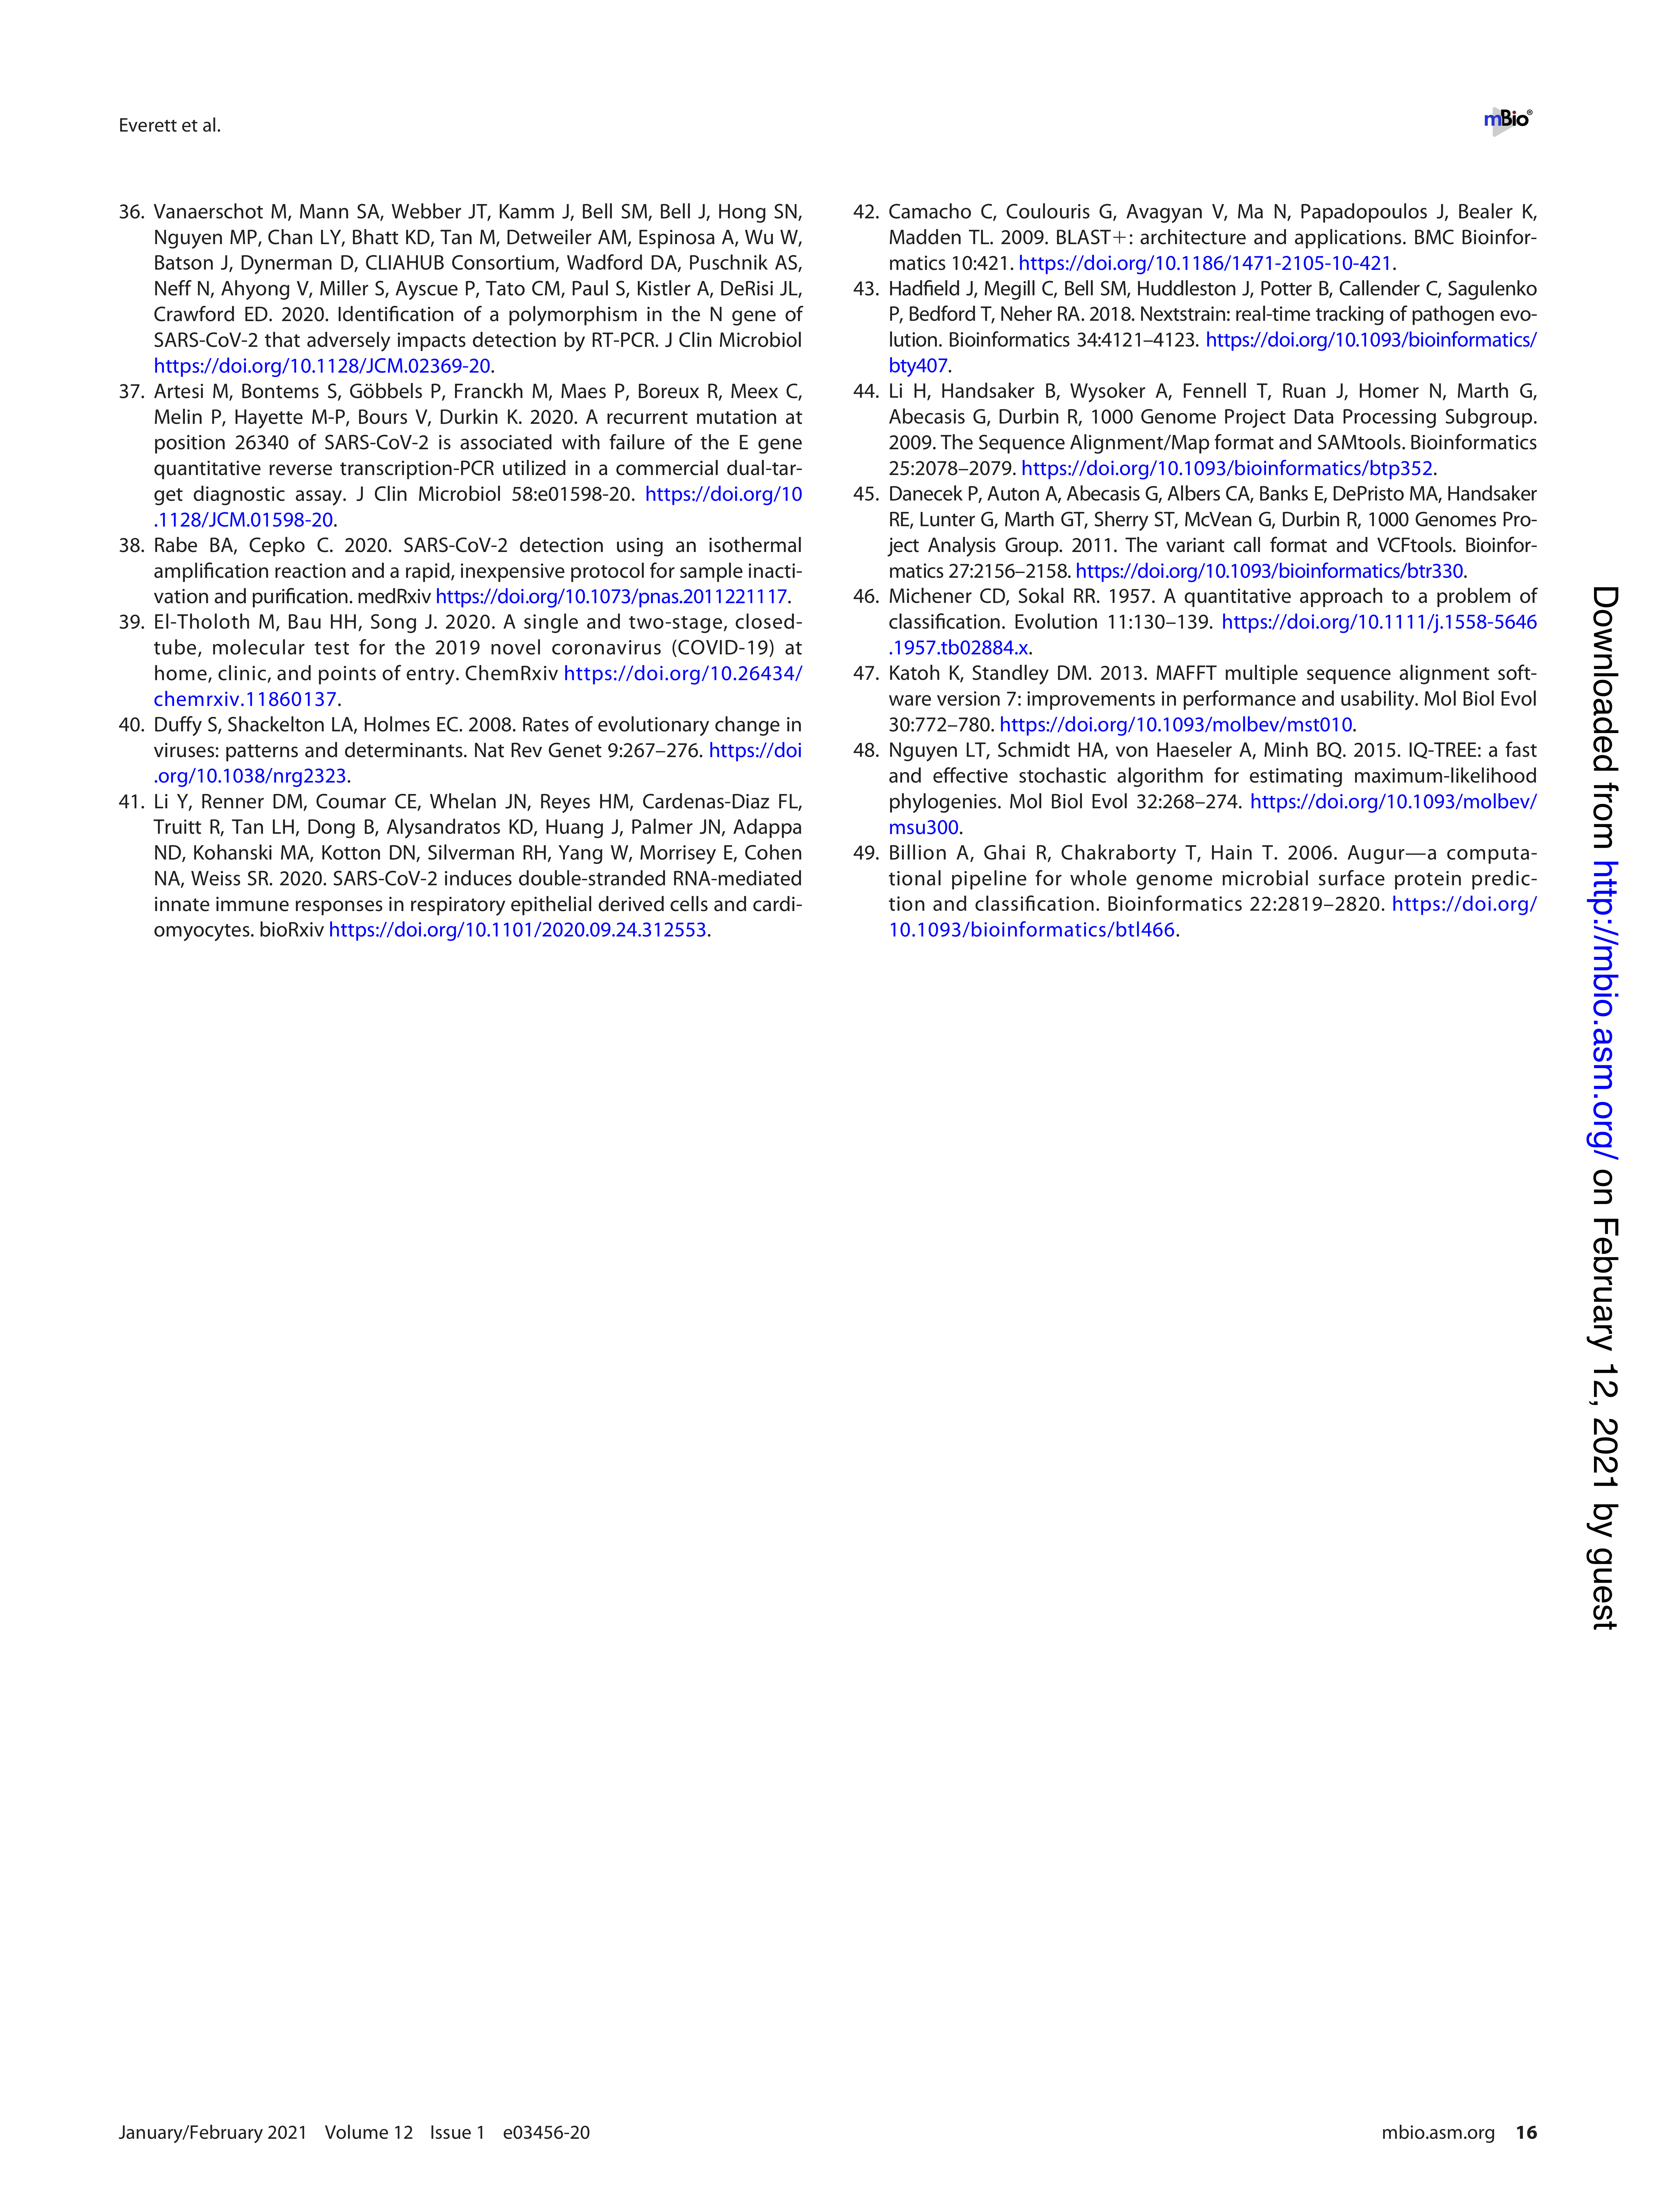 Everett et al.
mBio®
36. Vanaerschot M, Mann SA, Webber JT, Kamm J, Bell SM, Bell J, Hong SN,
Nguyen MP, Chan LY, Bhatt KD, Tan M, Detweiler AM, Espinosa A, Wu W,
Batson J, Dynerman D, CLIAHUB Consortium, Wadford DA, Puschnik AS,
Neff N, Ahyong V, Miller S, Ayscue P, Tato CM, Paul S, Kistler A, DeRisi JL,
Crawford ED. 2020. Identification of a polymorphism in the N gene of
SARS-CoV-2 that adversely impacts detection by RT-PCR. J Clin Microbiol
https://doi.org/10.1128/JCM.02369-20.
37. Artesi M, Bontems S, Göbbels P, Franckh M, Maes P, Boreux R, Meex C,
Melin P, Hayette M-P, Bours V, Durkin K. 2020. A recurrent mutation at
position 26340 of SARS-CoV-2 is associated with failure of the E gene
quantitative reverse transcription-PCR utilized in a commercial dual-tar-
get diagnostic assay. J Clin Microbiol 58:e01598-20. https://doi.org/10
.1128/JCM.01598-20.
38. Rabe BA, Cepko C. 2020. SARS-CoV-2 detection using an isothermal
amplification reaction and a rapid, inexpensive protocol for sample inacti-
vation and purification. medRxiv https://doi.org/10.1073/pnas.2011221117.
39. El-Tholoth M, Bau HH, Song J. 2020. A single and two-stage, closed-
tube, molecular test for the 2019 novel coronavirus (COVID-19) at
home, clinic, and points of entry. ChemRxiv https://doi.org/10.26434/
chemrxiv.11860137.
40. Duffy S, Shackelton LA, Holmes EC. 2008. Rates of evolutionary change in
viruses: patterns and determinants. Nat Rev Genet 9:267–276. https://doi
.org/10.1038/nrg2323.
41. Li Y, Renner DM, Coumar CE, Whelan JN, Reyes HM, Cardenas-Diaz FL,
Truitt R, Tan LH, Dong B, Alysandratos KD, Huang J, Palmer JN, Adappa
ND, Kohanski MA, Kotton DN, Silverman RH, Yang W, Morrisey E, Cohen
NA, Weiss SR. 2020. SARS-CoV-2 induces double-stranded RNA-mediated
innate immune responses in respiratory epithelial derived cells and cardi-
omyocytes. bioRxiv https://doi.org/10.1101/2020.09.24.312553.
42. Camacho C, Coulouris G, Avagyan V, Ma N, Papadopoulos J, Bealer K,
Madden TL. 2009. BLAST+: architecture and applications. BMC Bioinfor-
matics 10:421. https://doi.org/10.1186/1471-2105-10-421.
43. Hadfield J, Megill C, Bell SM, Huddleston J, Potter B, Callender C, Sagulenko
P, Bedford T, Neher RA. 2018. Nextstrain: real-time tracking of pathogen evo-
lution. Bioinformatics 34:4121–4123. https://doi.org/10.1093/bioinformatics/
bty407.
44. Li H, Handsaker B, Wysoker A, Fennell T, Ruan J, Homer N, Marth G,
Abecasis G, Durbin R, 1000 Genome Project Data Processing Subgroup.
2009. The Sequence Alignment/Map format and SAMtools. Bioinformatics
25:2078–2079. https://doi.org/10.1093/bioinformatics/btp352.
45. Danecek P, Auton A, Abecasis G, Albers CA, Banks E, DePristo MA, Handsaker
RE, Lunter G, Marth GT, Sherry ST, McVean G, Durbin R, 1000 Genomes Pro-
ject Analysis Group. 2011. The variant call format and VCFtools. Bioinfor-
matics 27:2156–2158. https://doi.org/10.1093/bioinformatics/btr330.
46. Michener CD, Sokal RR. 1957. A quantitative approach to a problem of
classification. Evolution 11:130–139. https://doi.org/10.1111/j.1558-5646
.1957.tb02884.x.
47. Katoh K, Standley DM. 2013. MAFFT multiple sequence alignment soft-
ware version 7: improvements in performance and usability. Mol Biol Evol
30:772–780. https://doi.org/10.1093/molbev/mst010.
48. Nguyen LT, Schmidt HA, von Haeseler A, Minh BQ. 2015. IQ-TREE: a fast
and effective stochastic algorithm for estimating maximum-likelihood
phylogenies. Mol Biol Evol 32:268–274. https://doi.org/10.1093/molbev/
msu300.
49. Billion A, Ghai R, Chakraborty T, Hain T. 2006. Augur—a computa-
tional pipeline for whole genome microbial surface protein predic-
tion and classification. Bioinformatics 22:2819–2820. https://doi.org/
10.1093/bioinformatics/btl466.
Downloaded from http://mbio.asm.org/ on February 12, 2021 by guest
January/February 2021 Volume 12 Issue 1 e03456-20
mbio.asm.org 16